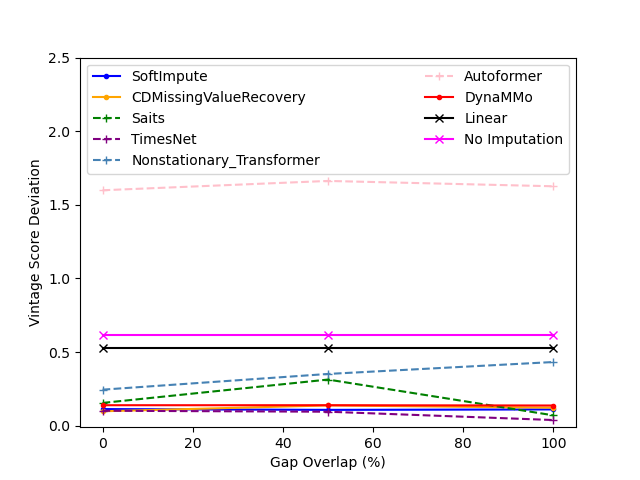 2.5
2.0
1.5
1.0
0.5
0.0
Vintage Score Deviation
SoftImpute
CDMissingValueRecovery
Saits
TimesNet
Nonstationary_Transformer
Autoformer
DynaMMo
Linear
No Imputation
0 20 40 60 80 100
Gap Overlap (%)